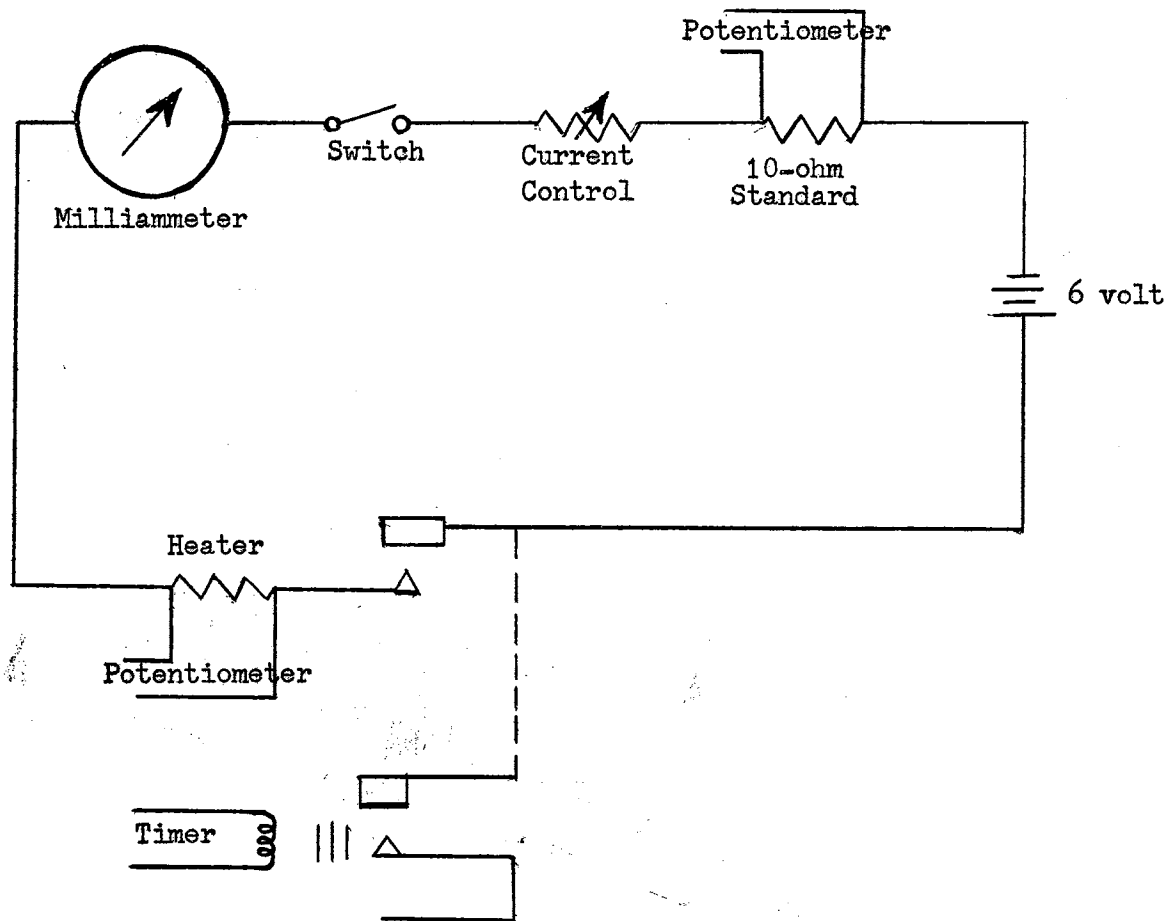 Potentiometer
Switch
Current
Control
10-ohm
Standard
Milliammeter
6 volt
Heater
Potentiometer
Timer